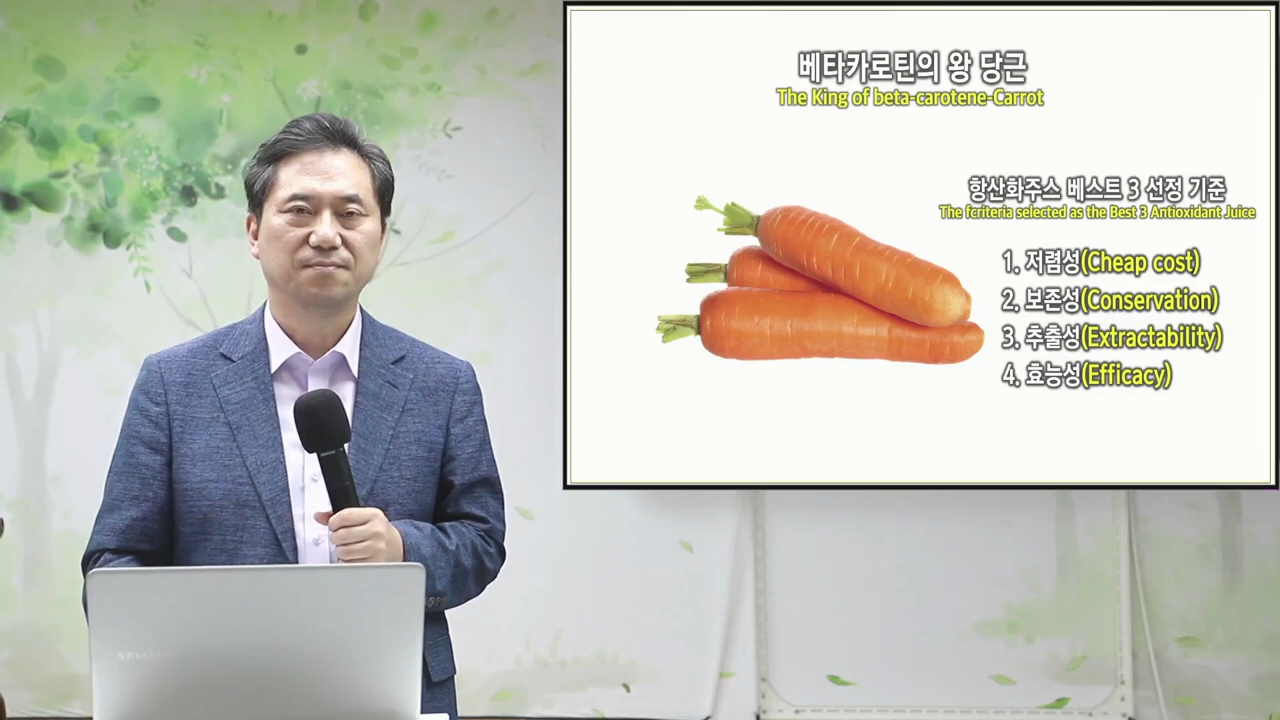 베타카로틴의 왕 당근
The King of beta-carotene-Carrot
항산화주스 베스트 3 선정 기준
The fcriteria selected as the Best 3 Antioxidant Juice
1. 저렴성(Cheap cost)
2. 보존성(Conservation)
3. 추출성(Extractability)
4. 효능성(Efficacy)
SAMSUNG